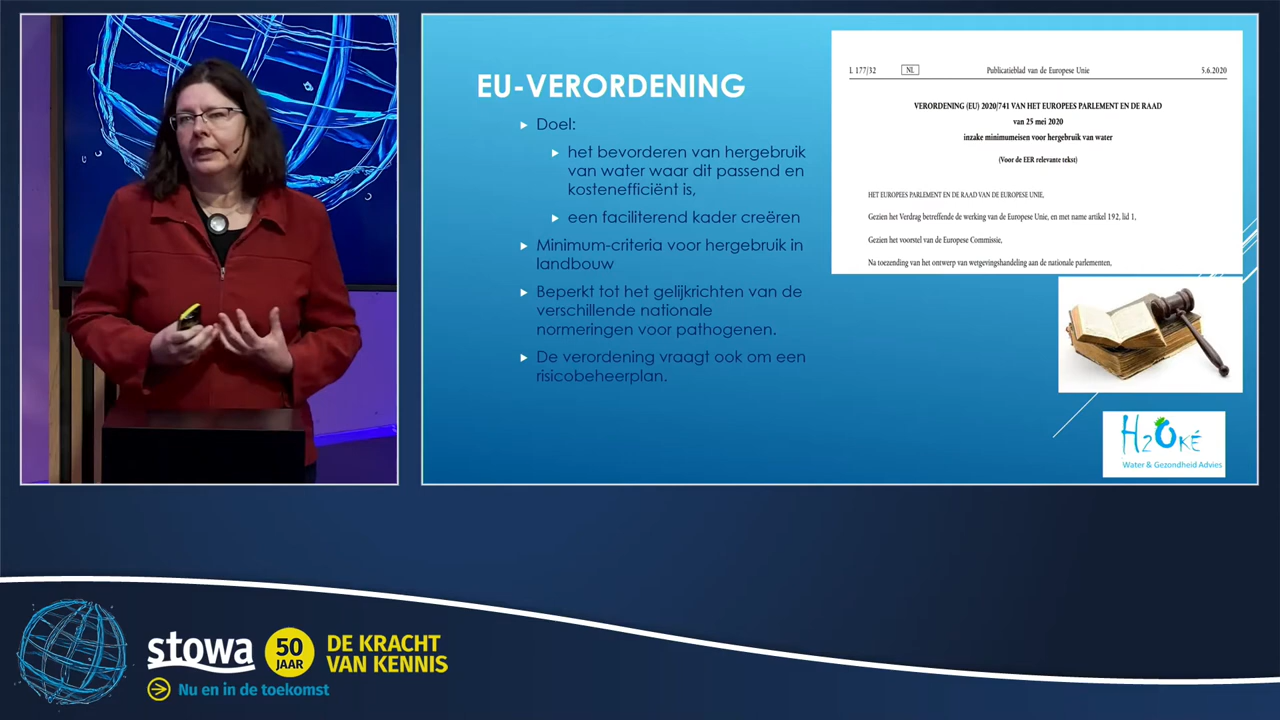 EU-VERORDENING
Doel:
het bevorderen van hergebruik
van water waar dit passend en
kostenefficiënt is,
een faciliterend kader creëren
Minimum-criteria voor hergebruik in
landbouw
Beperkt tot het gelijkrichten van de
verschillende nationale
normeringen voor pathogenen.
De verordening vraagt ook om een
risicobeheerplan.
L 177/32 NL Publicatieblad van de Europese Unie 5.6.2020
VERORDENING (EU) 2020/741 VAN HET EUROPEES PARLEMENT EN DE RAAD
van 25 mei 2020
inzake minimumeisen voor hergebruik van water
(Voor de EER relevante tekst)
HET EUROPEES PARLEMENT EN DE RAAD VAN DE EUROPESE UNIE,
Gezien het Verdrag betreffende de werking van de Europese Unie, en met name artikel 192, lid 1,
Gezien het voorstel van de Europese Commissie,
Na toezending van het ontwerp van wetgevingshandeling aan de nationale parlementen,
H2OKÉ
Water & Gezondheid Advies
stowa
50
JAAR
DE KRACHT
VAN KENNIS
Nu en in de toekomst